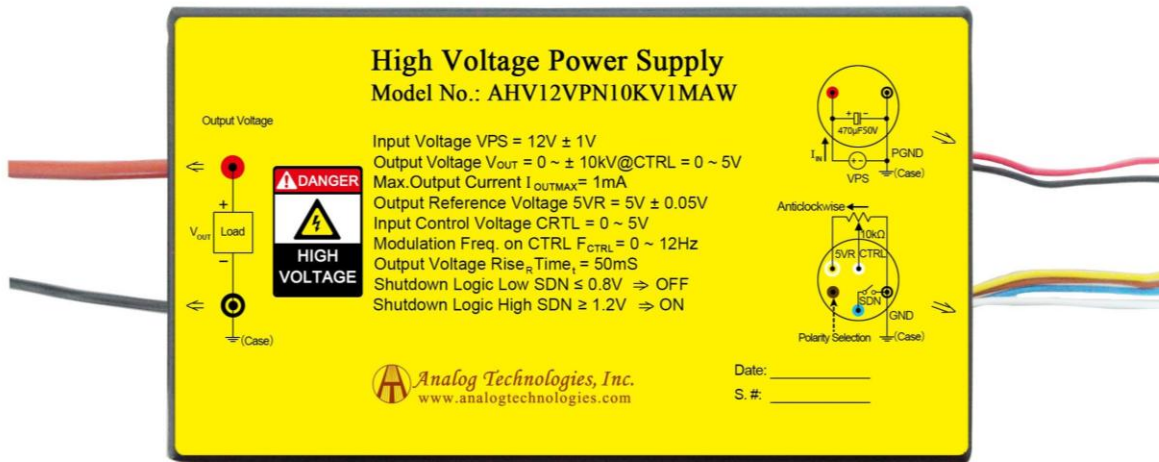 High Voltage Power Supply
Model No.: AHV12VPN10KV1MAW
Input Voltage VPS = 12V ± 1V
Output Voltage VOUT = 0 ~ ± 10kV@CTRL = 0 ~ 5V
Max.Output Current IOUTMAX= 1mA
Output Reference Voltage 5VR = 5V ± 0.05V
Input Control Voltage CRTL = 0 ~ 5V
Modulation Freq. on CTRL FCTRL = 0 ~ 12Hz
Output Voltage RiseR Timet = 50mS
Shutdown Logic Low SDN ≤ 0.8V ⇒ OFF
Shutdown Logic High SDN ≥ 1.2V ⇒ ON
Output Voltage
+
VOUT
Load
−
(Case)
DANGER
HIGH
VOLTAGE
+ −
470µF50V
IIN
PGND
VPS
(Case)
Anticlockwise
10kΩ
5VR CTRL
SDN
GND
Polarity Selection
(Case)
Analog Technologies, Inc.
www.analogtechnologies.com
Date:
S. #: